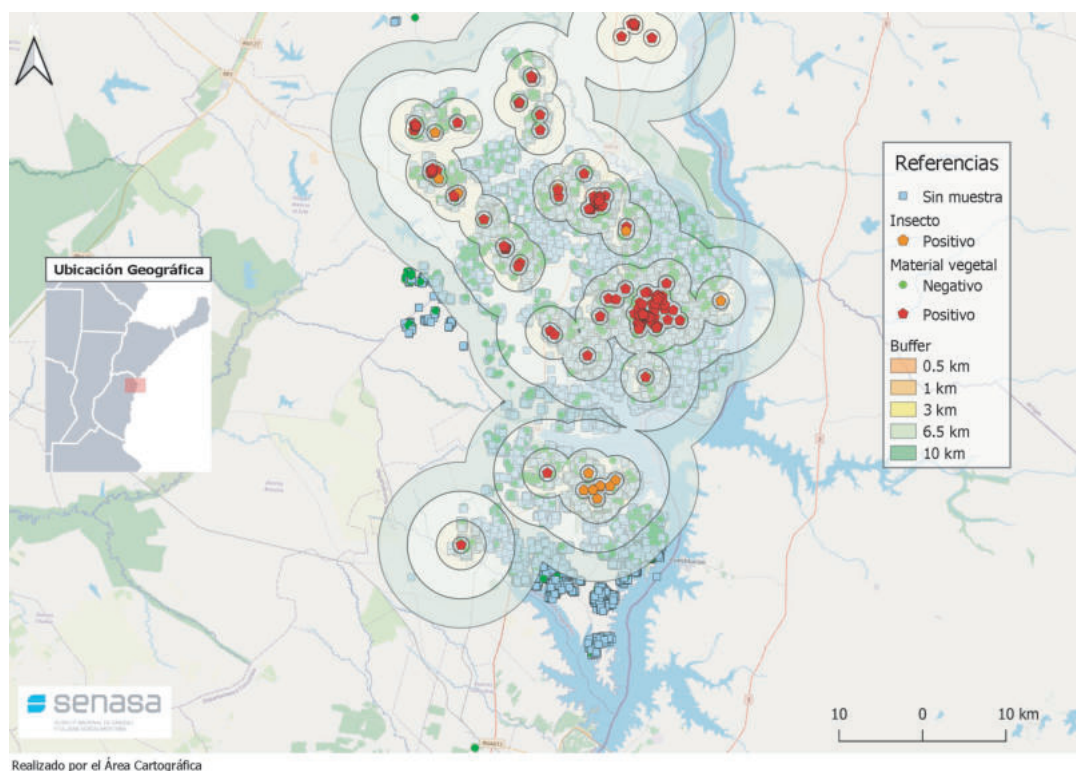 Referencias
Sin muestra
Insecto
Positivo
Material vegetal
Negativo
Positivo
Buffer
0.5 km
1 km
3 km
6.5 km
10 km
Ubicación Geográfica
senasa
10 0 10 km
Realizado por el Área Cartográfica